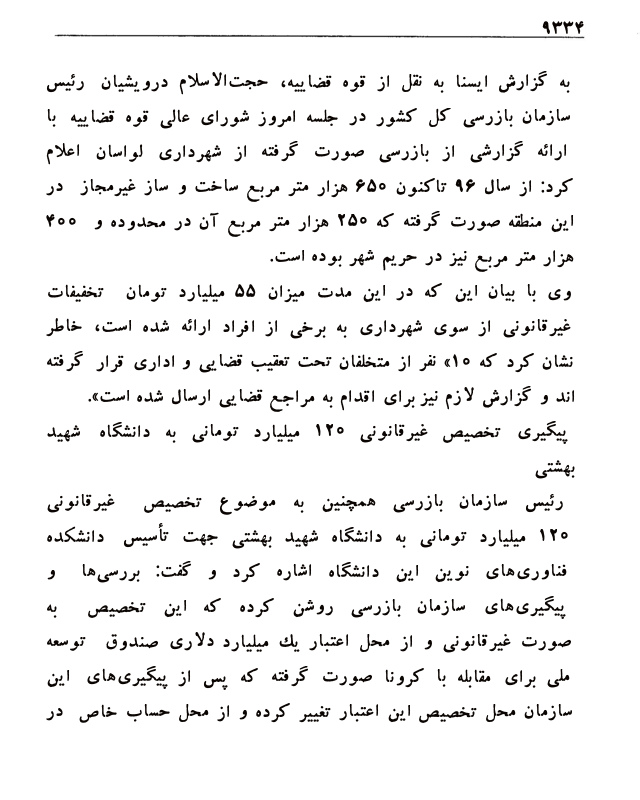 ۹۳۳۴
به گزارش ایسنا به نقل از قوه قضاییه، حجت‌الاسلام درویشیان رئیس
سازمان بازرسی کل کشور در جلسه امروز شورای عالی قوه قضاییه با
ارائه گزارشی از بازرسی صورت گرفته از شهرداری لواسان اعلام
کرد: از سال ۹۶ تاکنون ۶۵۰ هزار متر مربع ساخت و ساز غیرمجاز در
این منطقه صورت گرفته که ۲۵۰ هزار متر مربع آن در محدوده و ۴۰۰
هزار متر مربع نیز در حریم شهر بوده است.
وی با بیان این که در این مدت میزان ۵۵ میلیارد تومان تخفیفات
غیرقانونی از سوی شهرداری به برخی از افراد ارائه شده است، خاطر
نشان کرد که ۱۰» نفر از متخلفان تحت تعقیب قضایی و اداری قرار گرفته
اند و گزارش لازم نیز برای اقدام به مراجع قضایی ارسال شده است».
پیگیری تخصیص غیرقانونی ۱۲۰ میلیارد تومانی به دانشگاه شهید
بهشتی
رئیس سازمان بازرسی همچنین به موضوع تخصیص غیرقانونی
۱۲۰ میلیارد تومانی به دانشگاه شهید بهشتی جهت تأسیس دانشکده
فناوری‌های نوین این دانشگاه اشاره کرد و گفت: بررسی‌ها و
پیگیری‌های سازمان بازرسی روشن کرده که این تخصیص به
صورت غیرقانونی و از محل اعتبار یك میلیارد دلاری صندوق توسعه
ملی برای مقابله با کرونا صورت گرفته که پس از پیگیری‌های این
سازمان محل تخصیص این اعتبار تغییر کرده و از محل حساب خاص در